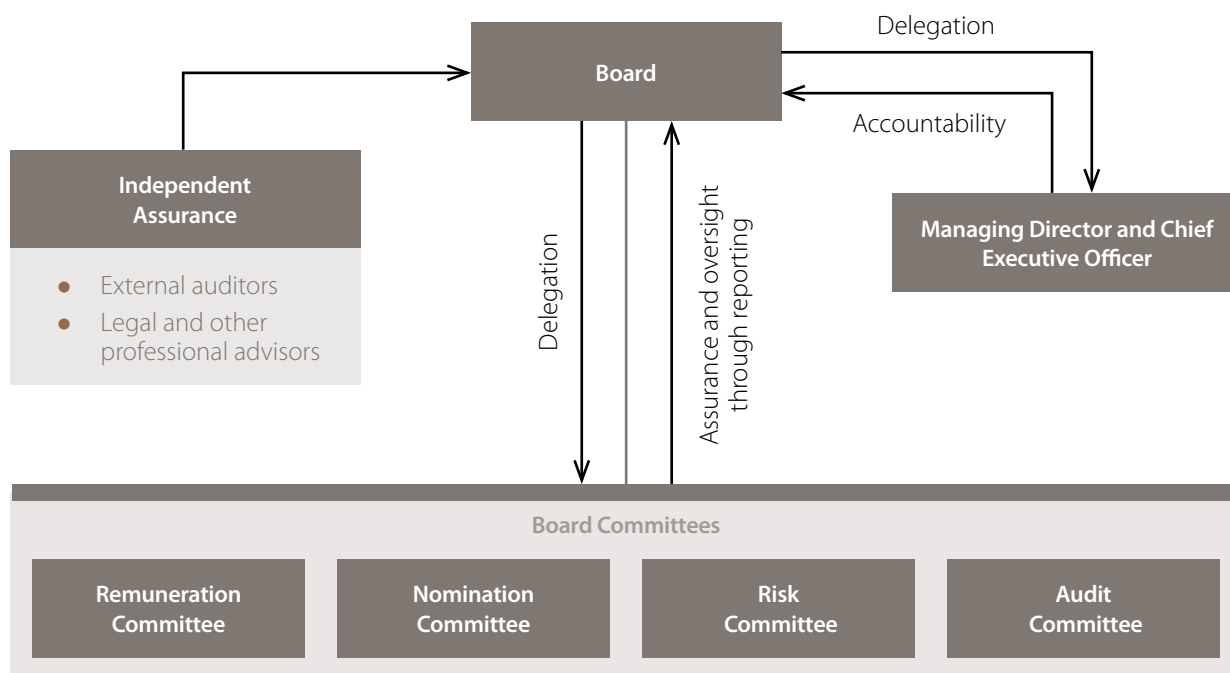 Delegation
Board
Accountability
Independent
Assurance
External auditors
Legal and other
professional advisors
Managing Director and Chief
Executive Officer
Delegation
Assurance and oversight
through reporting
Board Committees
Remuneration
Committee
Nomination
Committee
Risk
Committee
Audit
Committee